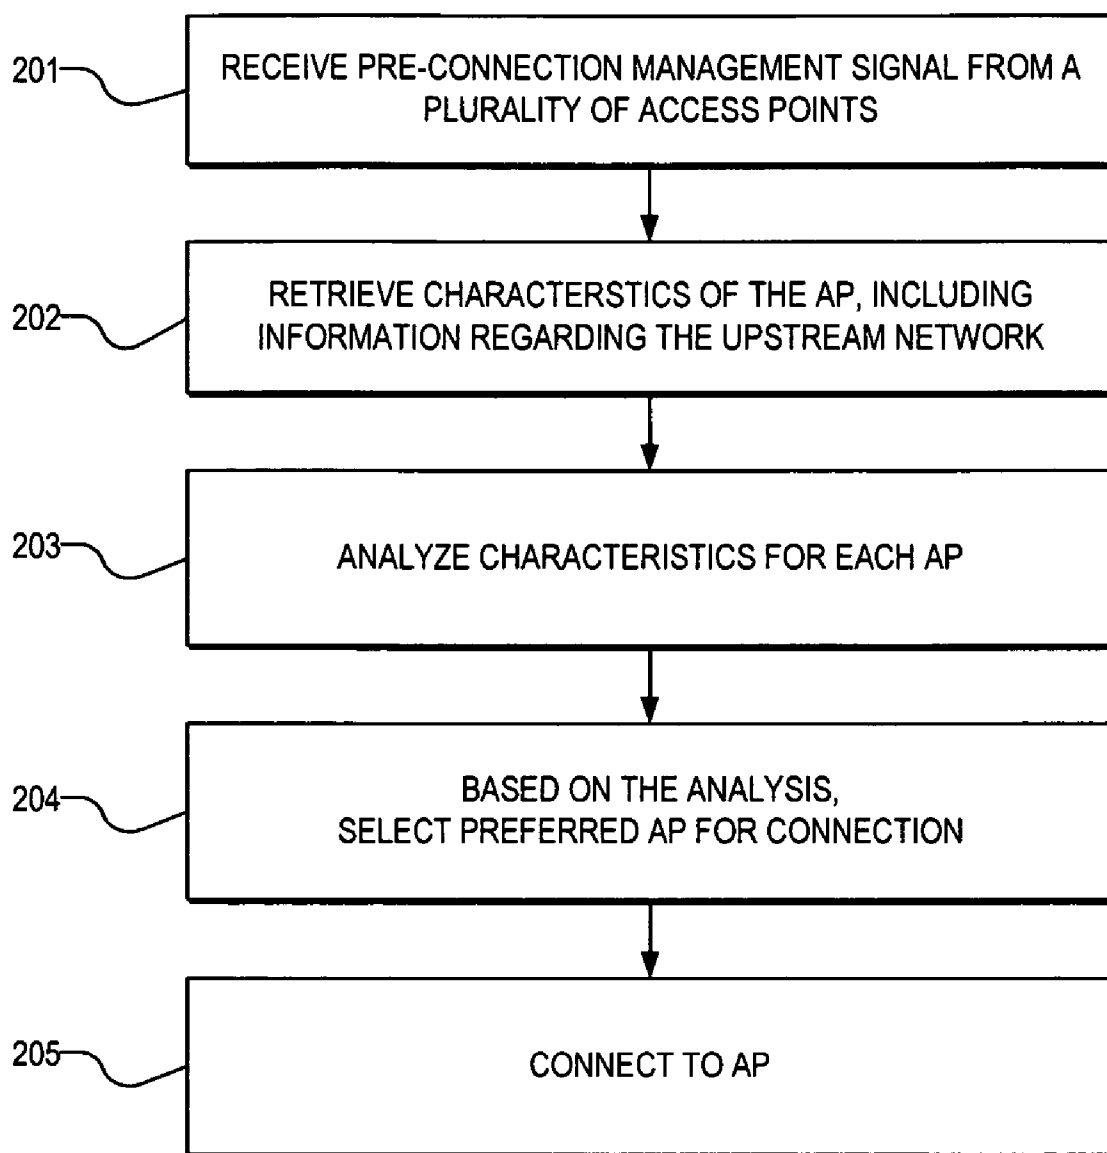 201
RECEIVE PRE-CONNECTION MANAGEMENT SIGNAL FROM A
PLURALITY OF ACCESS POINTS
202
RETRIEVE CHARACTERSTICS OF THE AP, INCLUDING
INFORMATION REGARDING THE UPSTREAM NETWORK
203
ANALYZE CHARACTERISTICS FOR EACH AP
204
BASED ON THE ANALYSIS,
SELECT PREFERRED AP FOR CONNECTION
205
CONNECT TO AP